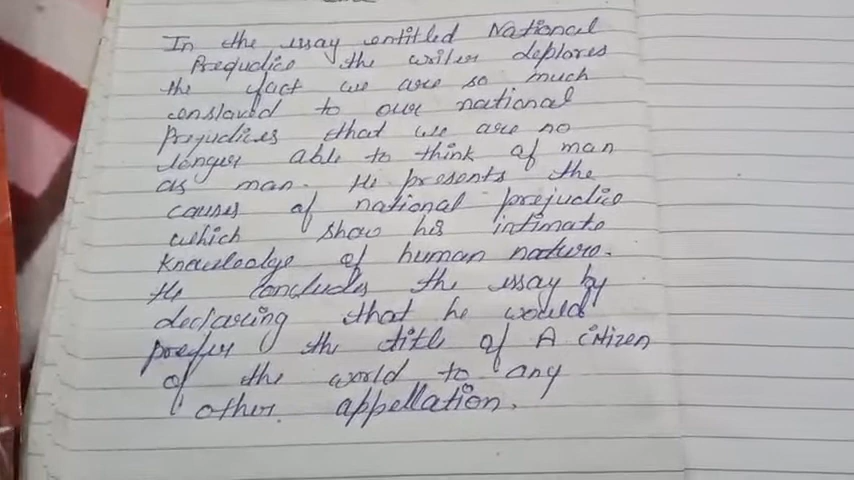 In the essay entitled National
Prequdice the writer deplores
the fact we are so much
enslaved to our national
Prejudices that we are no
longer able to think of man
as man. He presents the
causes of national prejudice
which show his intimate
knowledge of human nature.
He concludes the essay by
declaring that he would
prefer the title of A citizen
of the world to any
other appellation.